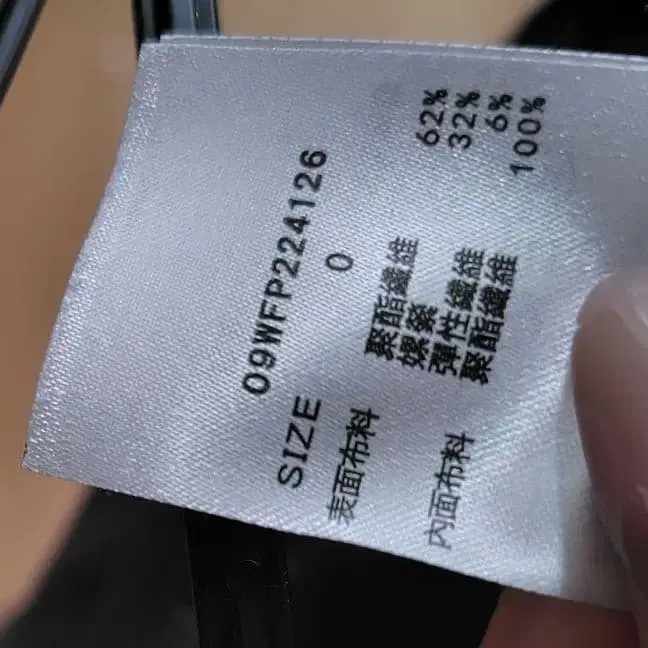 09WFP224126
SIZE 0
表面布料 聚酯纖維 62%
嫘縈 32%
彈性纖維 6%
內面布料 聚酯纖維 100%